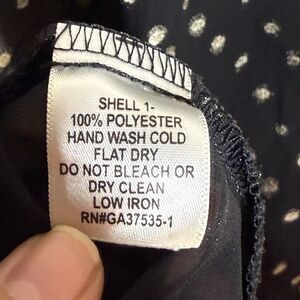 SHELL 1-
100% POLYESTER
HAND WASH COLD
FLAT DRY
DO NOT BLEACH OR
DRY CLEAN
LOW IRON
RN#GA37535-1